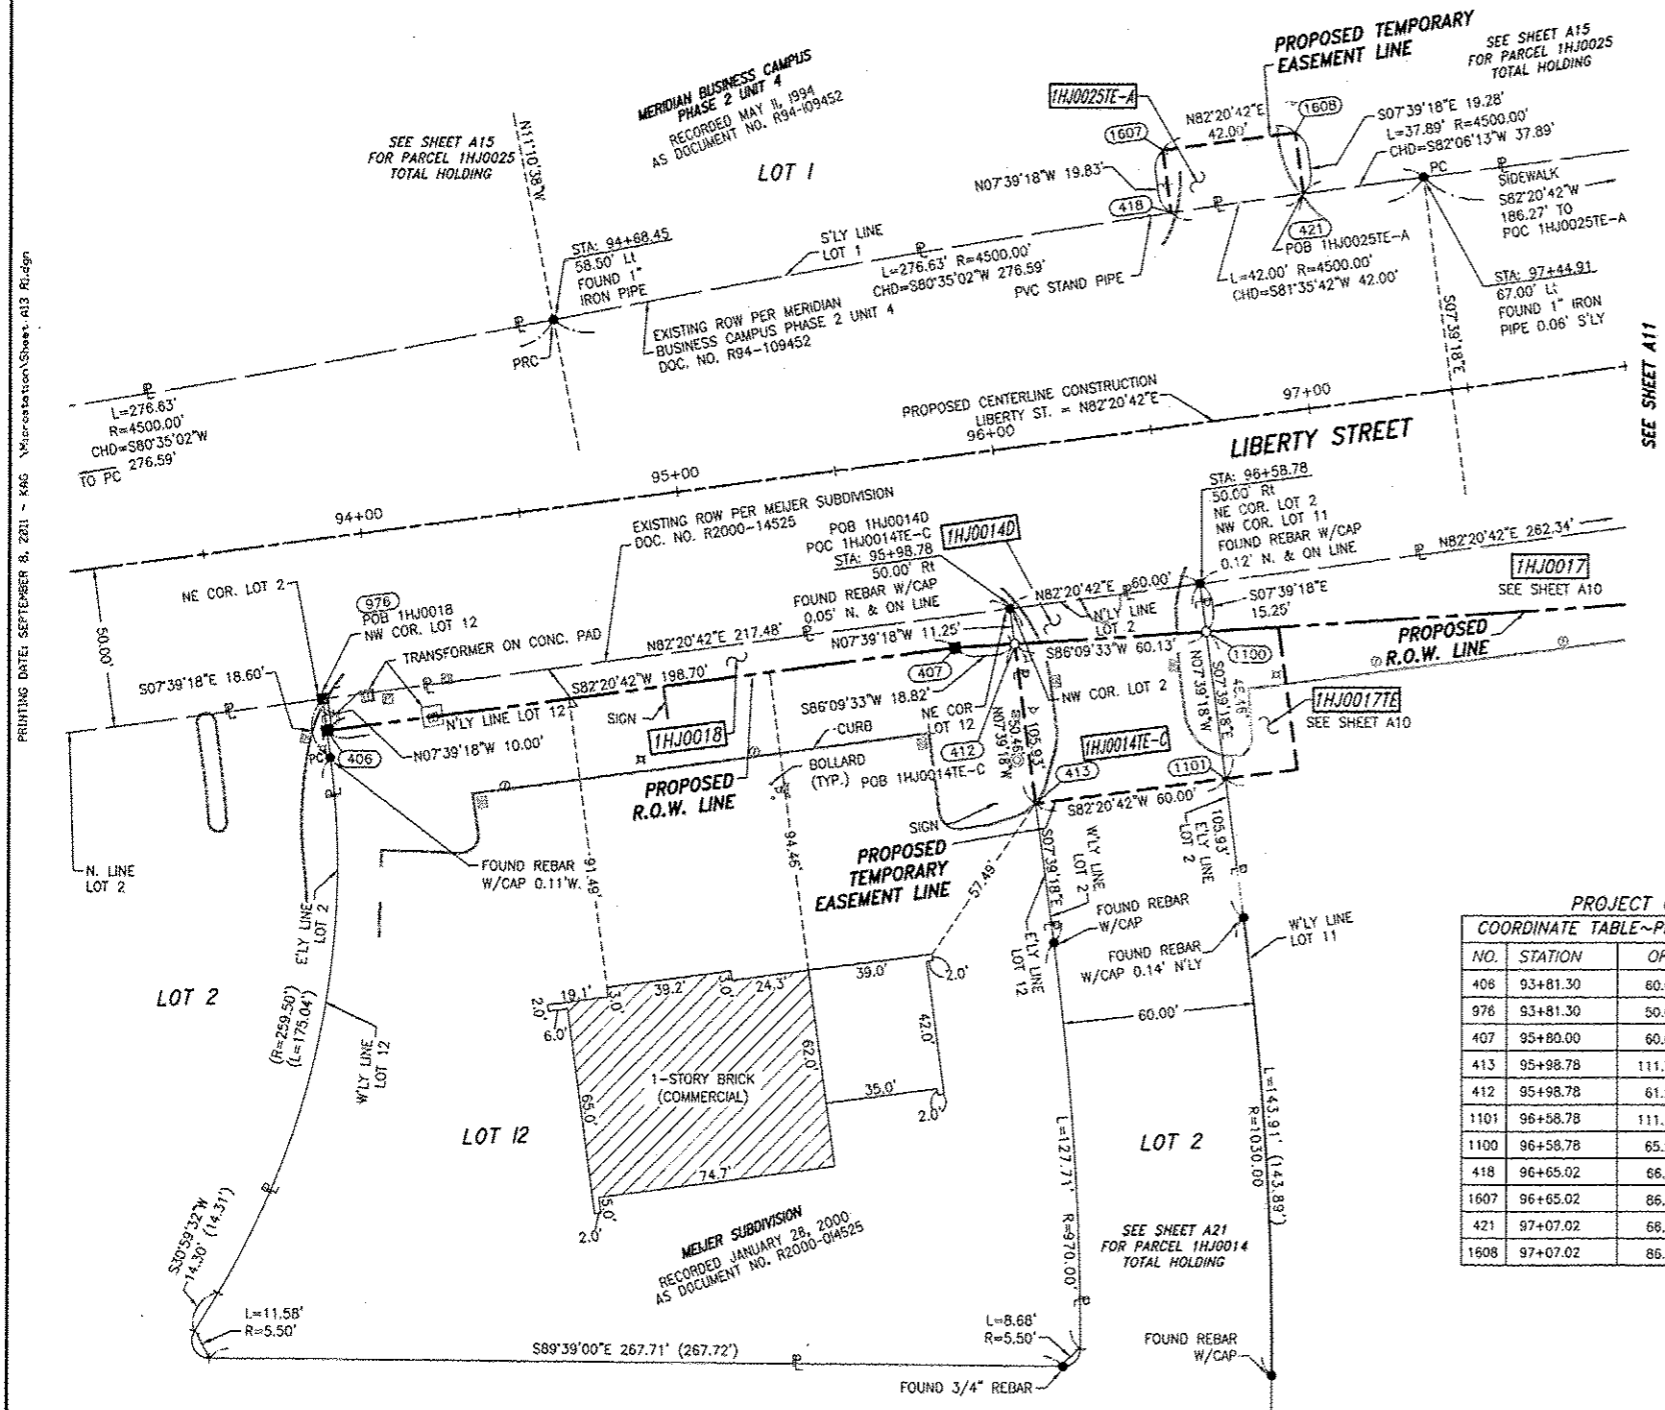 PRINTING DATE: SEPTEMBER 8, 2011 - KAG
SEE SHEET A15
FOR PARCEL 1HJ0025
TOTAL HOLDING
N11°10'38"W
MERIDIAN BUSINESS CAMPUS
PHASE 2 UNIT 4
RECORDED MAY 11, 1994
AS DOCUMENT NO. R94-109452
LOT 1
1HJ0025TE-A
PROPOSED TEMPORARY
EASEMENT LINE
SEE SHEET A15
FOR PARCEL 1HJ0025
TOTAL HOLDING
1607
N82°20'42"E
42.00'
1608
S07°39'18"E 19.28'
L=37.89' R=4500.00'
CHD=S82°06'13"W 37.89'
N07°39'18"W 19.83'
418
421
POB 1HJ0025TE-A
L=42.00' R=4500.00'
CHD=S81°35'42"W 42.00'
PC
SIDEWALK
S82°20'42"W
186.27' TO
POC 1HJ0025TE-A
STA: 97+44.91
67.00' Lt
FOUND 1" IRON
PIPE 0.06' S'LY
S07°39'18"E
SEE SHEET A11
STA: 94+68.45
58.50' Lt
FOUND 1"
IRON PIPE
PRC
S'LY LINE
LOT 1
L=276.63' R=4500.00'
CHD=S80°35'02"W 276.59'
PVC STAND PIPE
EXISTING ROW PER MERIDIAN
BUSINESS CAMPUS PHASE 2 UNIT 4
DOC. NO. R94-109452
L=276.63'
R=4500.00'
CHD=S80°35'02"W
276.59'
TO PC
PROPOSED CENTERLINE CONSTRUCTION
LIBERTY ST. = N82°20'42"E
94+00
95+00
96+00
97+00
LIBERTY STREET
50.00'
EXISTING ROW PER MEIJER SUBDIVISION
DOC. NO. R2000-14525
POB 1HJ0014D
POC 1HJ0014TE-C
STA: 95+98.78
50.00' Rt
FOUND REBAR W/CAP
0.05' N. & ON LINE
1HJ0014D
STA: 96+58.78
50.00' Rt
NE COR. LOT 2
NW COR. LOT 11
FOUND REBAR W/CAP
0.12' N. & ON LINE
N82°20'42"E 262.34'
1HJ0017
SEE SHEET A10
NE COR. LOT 2
976
POB 1HJ0018
NW COR. LOT 12
TRANSFORMER ON CONC. PAD
N82°20'42"E 217.48'
N82°20'42"E 60.00'
N'LY LINE
LOT 2
S07°39'18"E
15.25'
S07°39'18"E 18.60'
N'LY LINE LOT 12
S82°20'42"W 198.70'
N07°39'18"W 11.25'
407
S86°09'33"W 60.13'
1100
PROPOSED
R.O.W. LINE
SIGN
1HJ0018
S86°09'33"W 18.82'
NE COR
LOT 12
412
NW COR. LOT 2
1HJ0017TE
SEE SHEET A10
N07°39'18"W 10.00'
PC
406
CURB
PROPOSED
R.O.W. LINE
BOLLARD
(TYP.)
POB 1HJ0014TE-C
N07°39'18"W
50.46'
105.93'
1HJ0014TE-C
413
1101
N07°39'18"W
S07°39'18"E
S82°20'42"W 60.00'
N. LINE
LOT 2
FOUND REBAR
W/CAP 0.11'W.
91.49'
94.46'
SIGN
PROPOSED
TEMPORARY
EASEMENT LINE
57.49'
S07°39'18"E
W'LY LINE
LOT 2
105.93'
E'LY LINE
LOT 2
FOUND REBAR
W/CAP
FOUND REBAR
W/CAP 0.14' N'LY
W'LY LINE
LOT 11
E'LY LINE
LOT 12
E'LY LINE
LOT 2
LOT 2
(R=259.50')
(L=175.04')
W'LY LINE
LOT 12
19.1'
2.0'
6.0'
3.0'
39.2'
3.0'
24.3'
39.0'
2.0'
42.0'
62.0'
65.0'
1-STORY BRICK
(COMMERCIAL)
35.0'
2.0'
74.7'
5.0'
2.0'
LOT 12
60.00'
L=127.71' R=970.00'
LOT 2
L=143.91' (143.89')
R=1030.00
SEE SHEET A21
FOR PARCEL 1HJ0014
TOTAL HOLDING
MEIJER SUBDIVISION
RECORDED JANUARY 28, 2000
AS DOCUMENT NO. R2000-014525
S30°59'32"W
14.30' (14.31')
L=11.58'
R=5.50'
S89°39'00"E 267.71' (267.72')
L=8.68'
R=5.50'
FOUND 3/4" REBAR
FOUND REBAR
W/CAP
PROJECT
COORDINATE TABLE~P
NO. STATION OF
406 93+81.30 60.
976 93+81.30 50.
407 95+80.00 60.
413 95+98.78 111.
412 95+98.78 61.
1101 96+58.78 111.
1100 96+58.78 65.
418 96+65.02 66.
1607 96+65.02 86.
421 97+07.02 66.
1608 97+07.02 86.